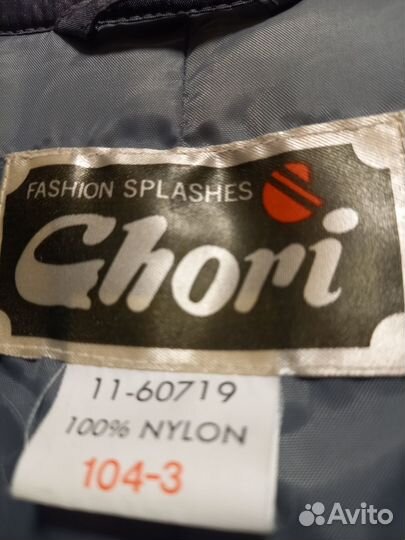 FASHION SPLASHES
Chori
11-60719
100% NYLON
104-3
Avito